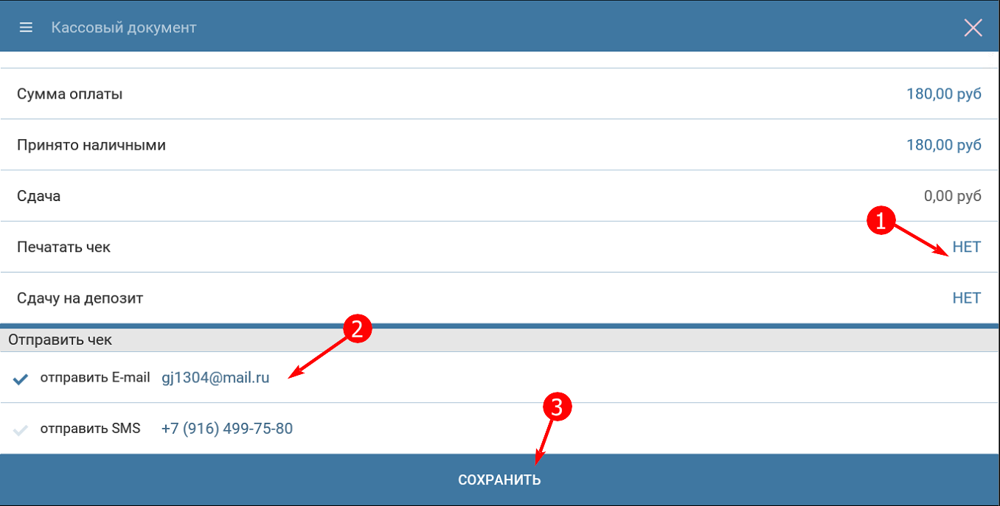 Кассовый документ
Сумма оплаты 180,00 руб
Принято наличными 180,00 руб
Сдача 0,00 руб
1
Печатать чек НЕТ
Сдачу на депозит НЕТ
2
Отправить чек
отправить E-mail gj1304@mail.ru
3
отправить SMS +7 (916) 499-75-80
СОХРАНИТЬ